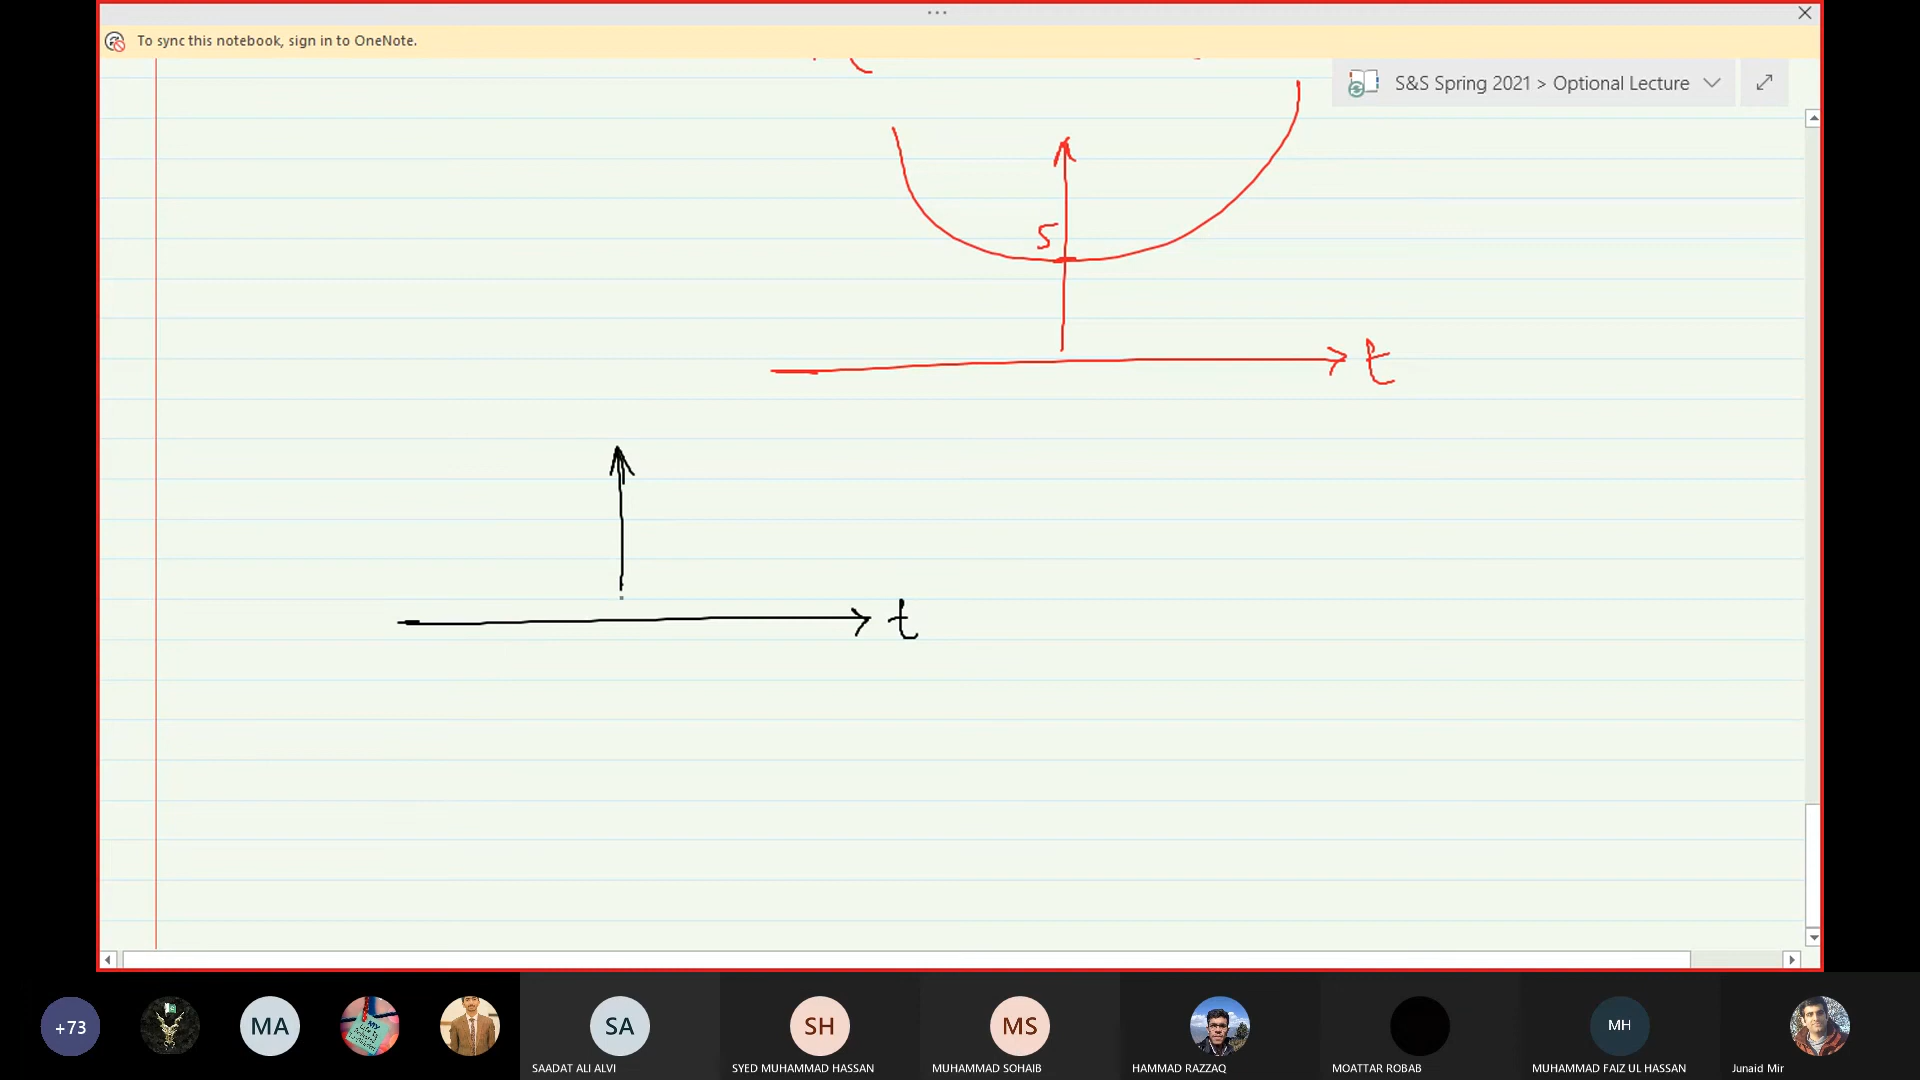 To sync this notebook, sign in to OneNote.
S&S Spring 2021 > Optional Lecture
5
t
t
+73
MA
SA
SH
MS
MH
SAADAT ALI ALVI
SYED MUHAMMAD HASSAN
MUHAMMAD SOHAIB
HAMMAD RAZZAQ
MOATTAR ROBAB
MUHAMMAD FAIZ UL HASSAN
Junaid Mir